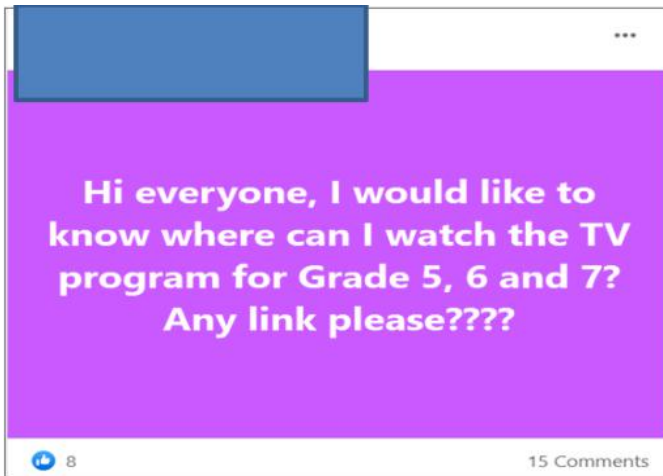 Hi everyone, I would like to
know where can I watch the TV
program for Grade 5, 6 and 7?
Any link please????
8
15 Comments